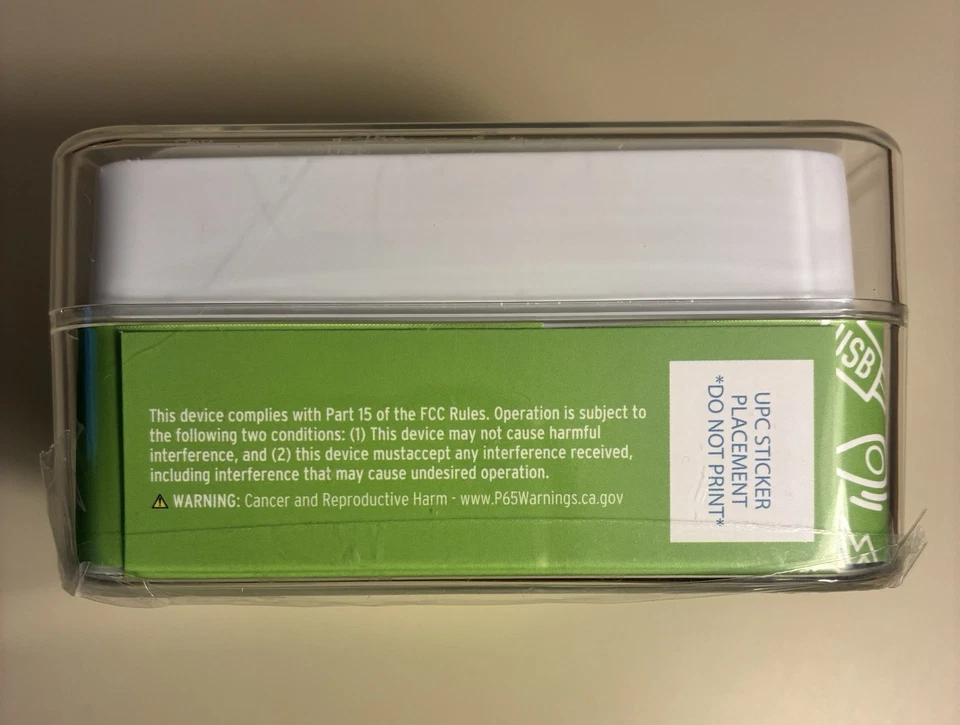 This device complies with Part 15 of the FCC Rules. Operation is subject to
the following two conditions: (1) This device may not cause harmful
interference, and (2) this device mustaccept any interference received,
including interference that may cause undesired operation.
⚠ WARNING: Cancer and Reproductive Harm - www.P65Warnings.ca.gov
UPC STICKER
PLACEMENT
*DO NOT PRINT*
USB